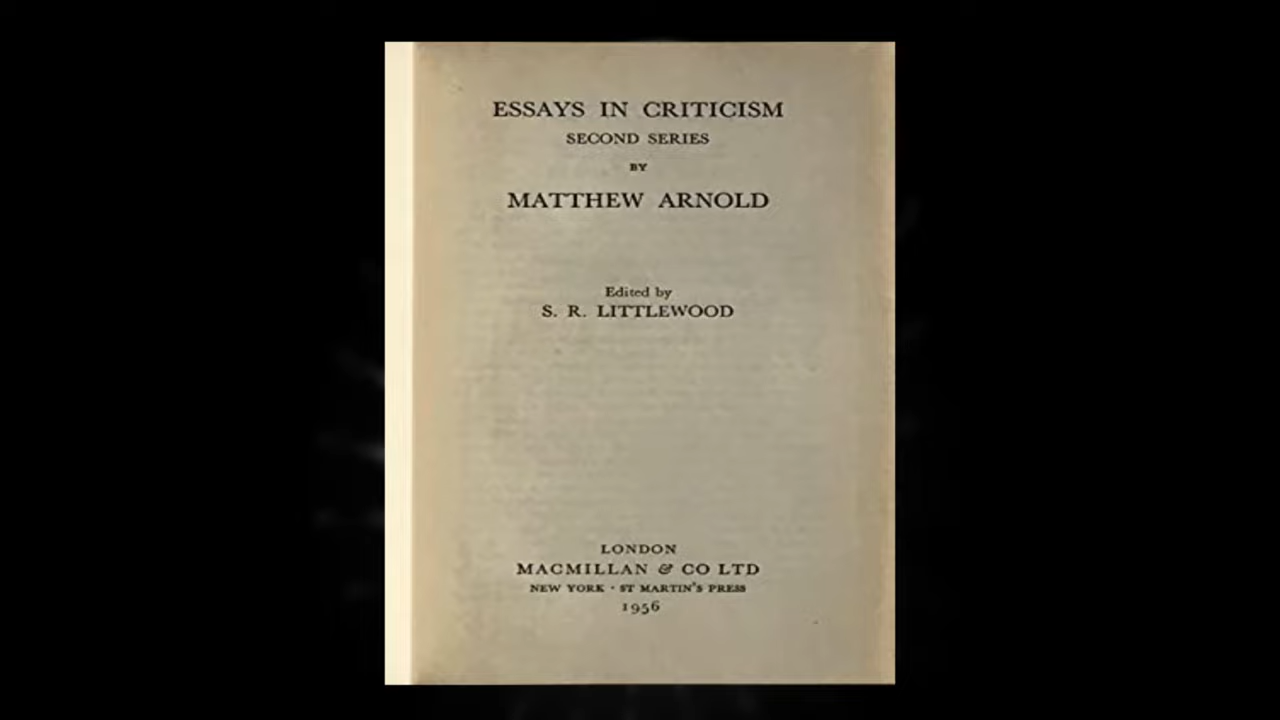 ESSAYS IN CRITICISM
SECOND SERIES
BY
MATTHEW ARNOLD
Edited by
S. R. LITTLEWOOD
LONDON
MACMILLAN & CO LTD
NEW YORK · ST MARTIN'S PRESS
1956